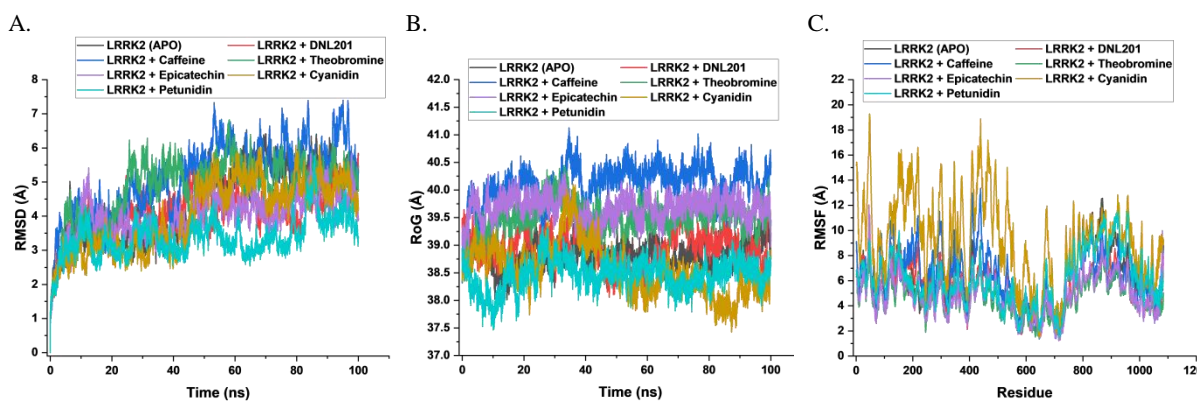 A.
LRRK2 (APO) LRRK2 + DNL201
LRRK2 + Caffeine LRRK2 + Theobromine
LRRK2 + Epicatechin LRRK2 + Cyanidin
LRRK2 + Petunidin
8
7
6
5
4
3
2
1
0
RMSD (Å)
0 20 40 60 80 100
Time (ns)
B.
LRRK2 (APO) LRRK2 + DNL201
LRRK2 + Caffeine LRRK2 + Theobromine
LRRK2 + Epicatechin LRRK2 + Cyanidin
LRRK2 + Petunidin
42.0
41.5
41.0
40.5
40.0
39.5
39.0
38.5
38.0
37.5
37.0
RoG (Å)
0 20 40 60 80 100
Time (ns)
C.
LRRK2 (APO) LRRK2 + DNL201
LRRK2 + Caffeine LRRK2 + Theobromine
LRRK2 + Epicatechin LRRK2 + Cyanidin
LRRK2 + Petunidin
22
20
18
16
14
12
10
8
6
4
2
0
RMSF (Å)
0 200 400 600 800 1000 120
Residue